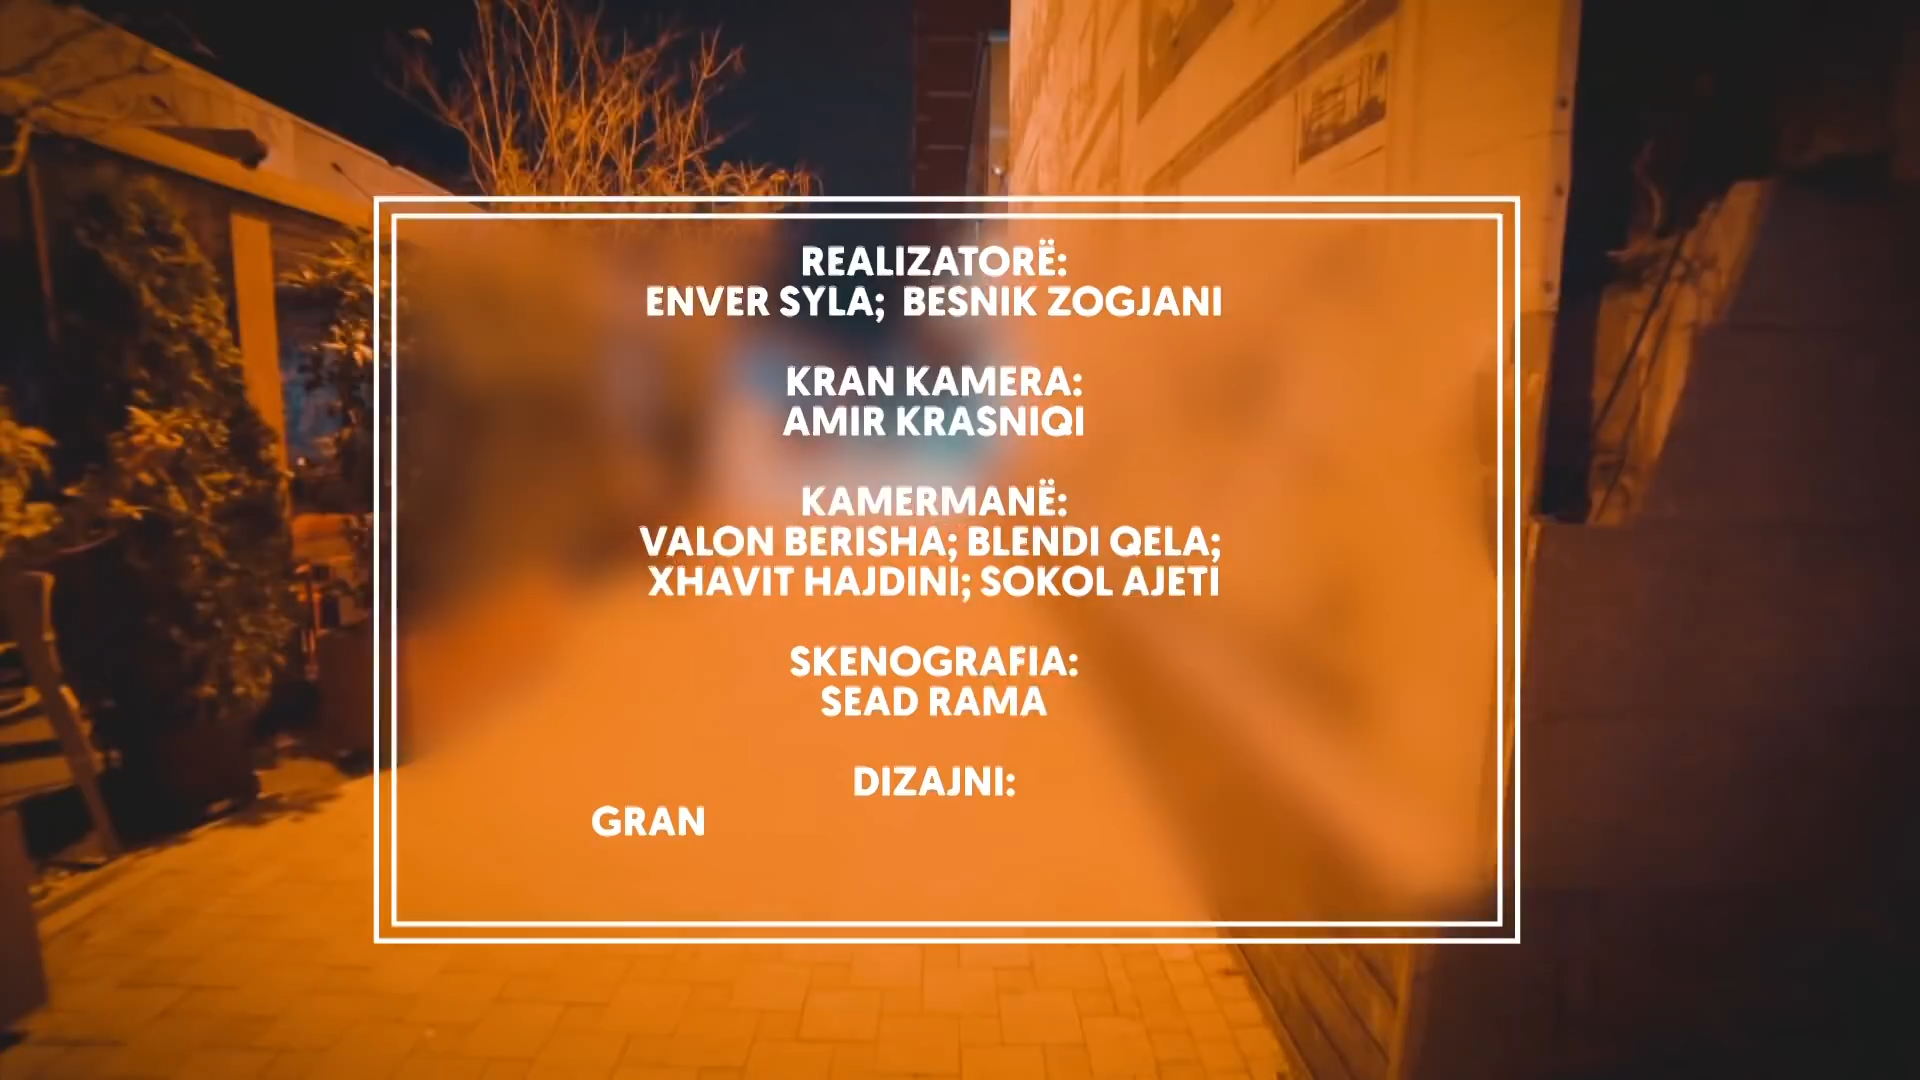 REALIZATORË:
ENVER SYLA; BESNIK ZOGJANI
KRAN KAMERA:
AMIR KRASNIQI
KAMERMANË:
VALON BERISHA; BLENDI QELA;
XHAVIT HAJDINI; SOKOL AJETI
SKENOGRAFIA:
SEAD RAMA
DIZAJNI:
GRAN